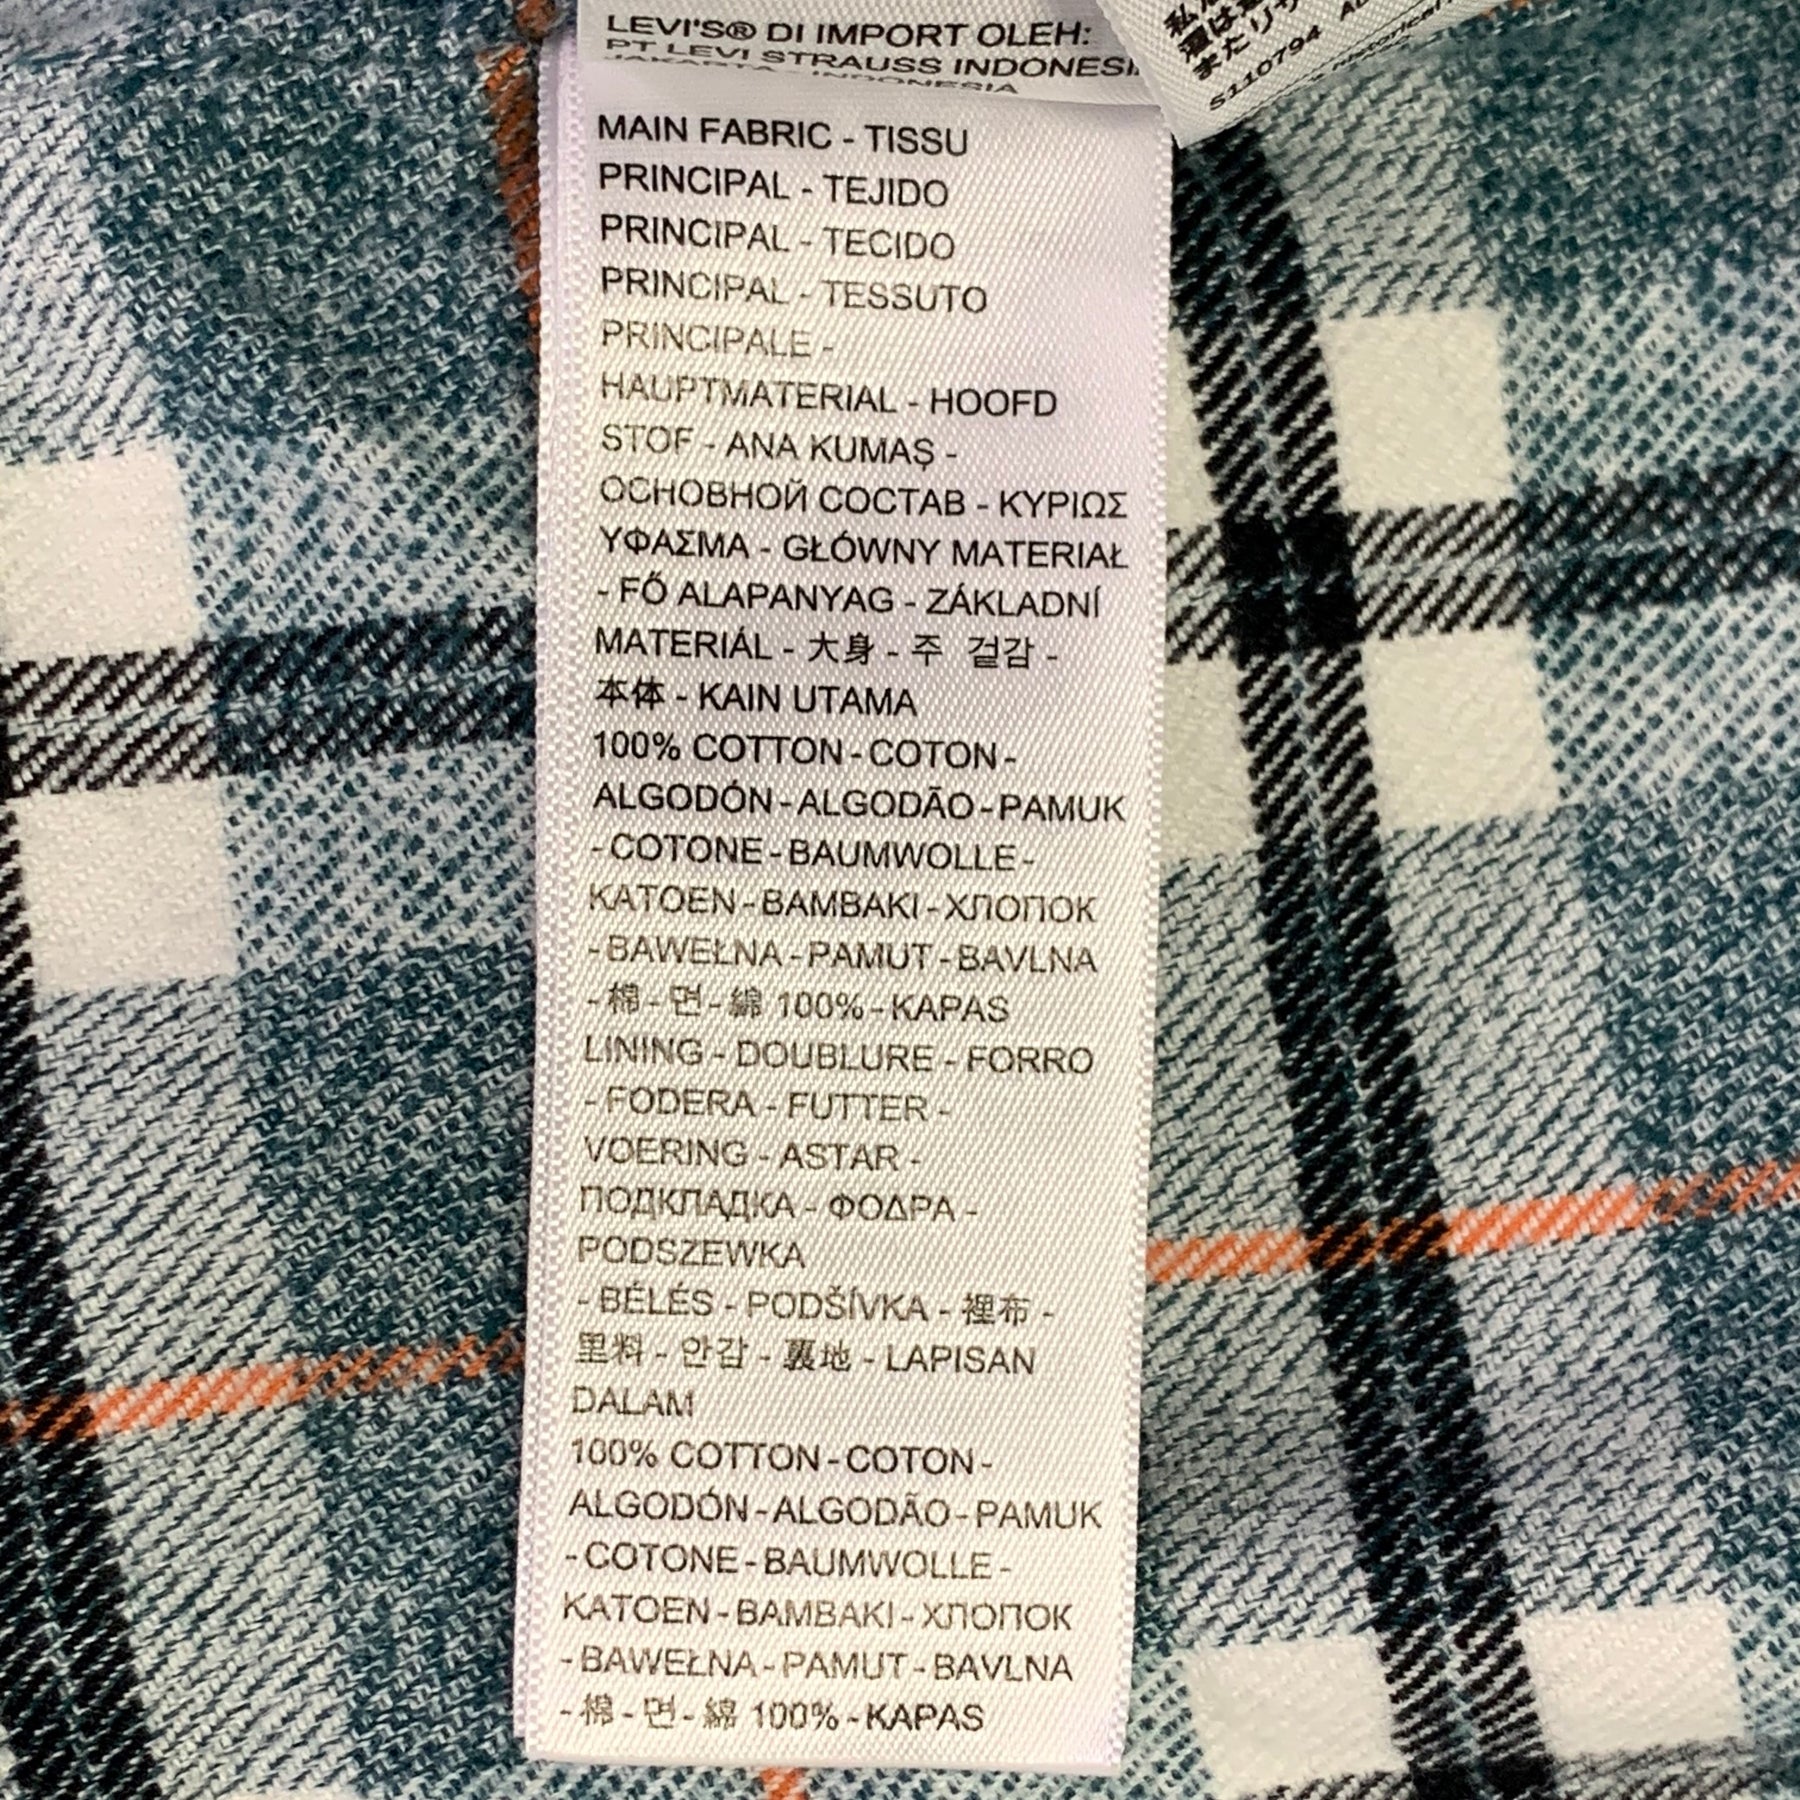 LEVI'S® DI IMPORT OLEH:
PT LEVI STRAUSS INDONESI
JAKARTA - INDONESIA
S110794
MAIN FABRIC - TISSU
PRINCIPAL - TEJIDO
PRINCIPAL - TECIDO
PRINCIPAL - TESSUTO
PRINCIPALE -
HAUPTMATERIAL - HOOFD
STOF - ANA KUMAŞ -
ОСНОВНОЙ СОСТАВ - ΚΥΡΙΩΣ
ΥΦΑΣΜΑ - GŁÓWNY MATERIAŁ
- FŐ ALAPANYAG - ZÁKLADNÍ
MATERIÁL - 大身 - 주 겉감 -
本体 - KAIN UTAMA
100% COTTON - COTON -
ALGODÓN - ALGODÃO - PAMUK
- COTONE - BAUMWOLLE -
KATOEN - BAMBAKI - ХЛОПОК
- BAWEŁNA - PAMUT - BAVLNA
- 棉 - 면 - 綿 100% - KAPAS
LINING - DOUBLURE - FORRO
- FODERA - FUTTER -
VOERING - ASTAR -
ПОДКЛАДКА - ΦΟΔΡΑ -
PODSZEWKA
- BÉLÉS - PODŠÍVKA - 裡布 -
里料 - 안감 - 裏地 - LAPISAN
DALAM
100% COTTON - COTON -
ALGODÓN - ALGODÃO - PAMUK
- COTONE - BAUMWOLLE -
KATOEN - BAMBAKI - ХЛОПОК
- BAWEŁNA - PAMUT - BAVLNA
- 棉 - 면 - 綿 100% - KAPAS